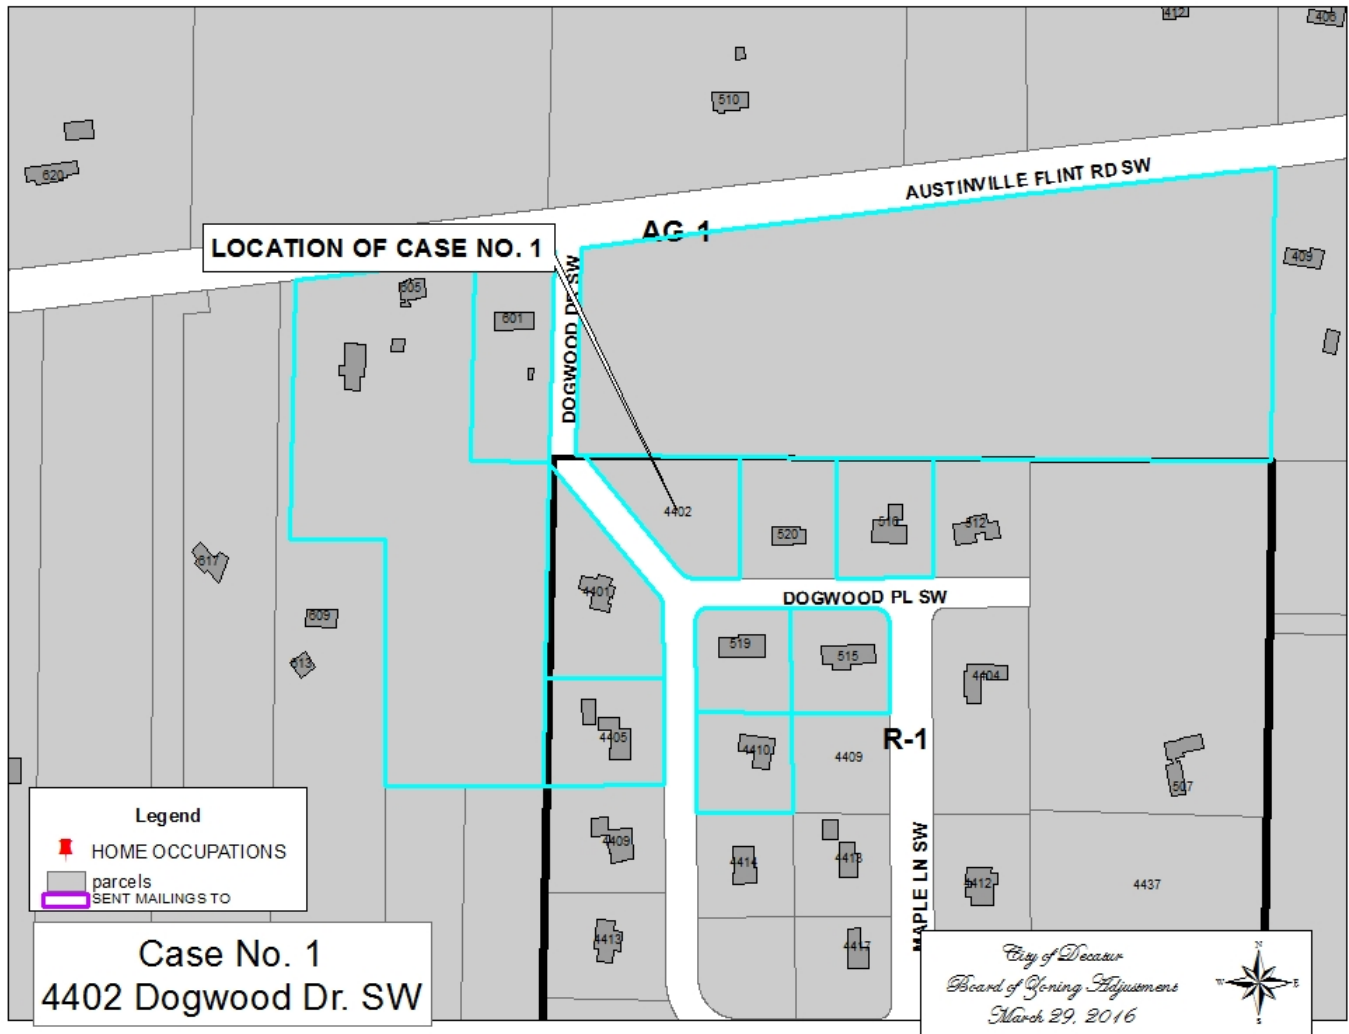 412
406
510
620
AUSTINVILLE FLINT RD SW
AG-1
LOCATION OF CASE NO. 1
409
605
601
DOGWOOD DR SW
4402
520
516
512
617
4401
DOGWOOD PL SW
609
519
515
613
4404
4405
4410
4409
R-1
507
Legend
HOME OCCUPATIONS
parcels
SENT MAILINGS TO
4409
4414
4413
MAPLE LN SW
4412
4437
4413
4417
Case No. 1
4402 Dogwood Dr. SW
City of Decatur
Board of Zoning Adjustment
March 29, 2016
N
W
E
S